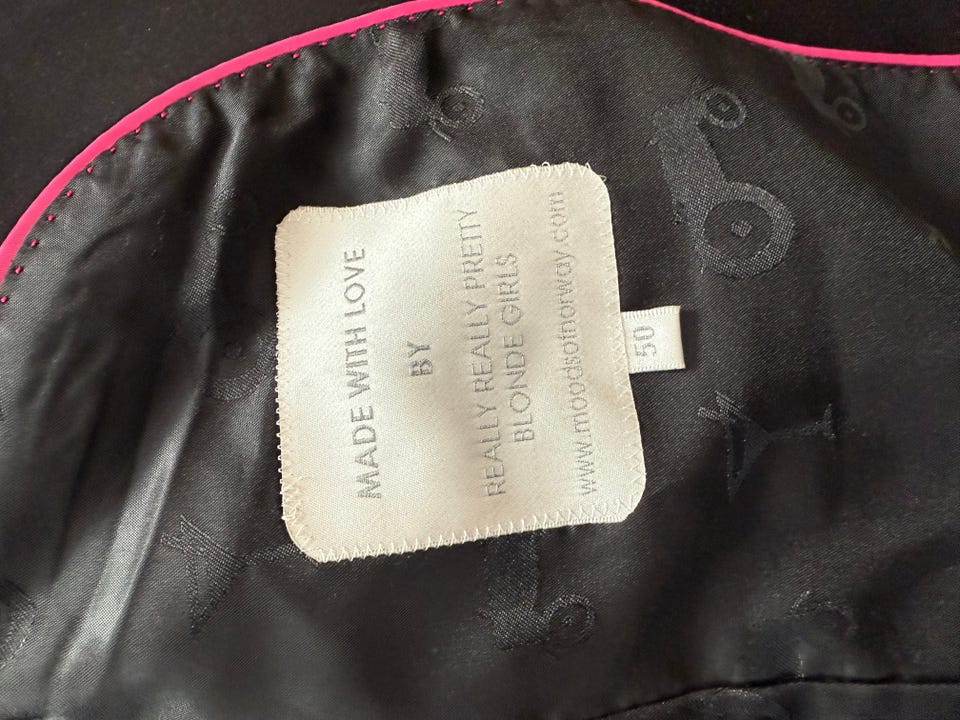 MADE WITH LOVE
BY
REALLY REALLY PRETTY
BLONDE GIRLS
www.moodsofnorway.com
50